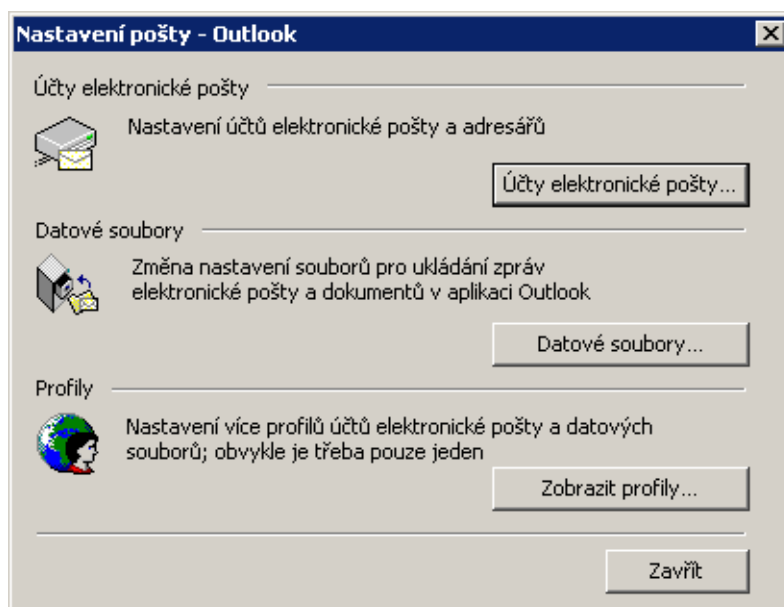 Nastavení pošty - Outlook
Účty elektronické pošty
Nastavení účtů elektronické pošty a adresářů
Účty elektronické pošty...
Datové soubory
Změna nastavení souborů pro ukládání zpráv
elektronické pošty a dokumentů v aplikaci Outlook
Datové soubory...
Profily
Nastavení více profilů účtů elektronické pošty a datových
souborů; obvykle je třeba pouze jeden
Zobrazit profily...
Zavřít